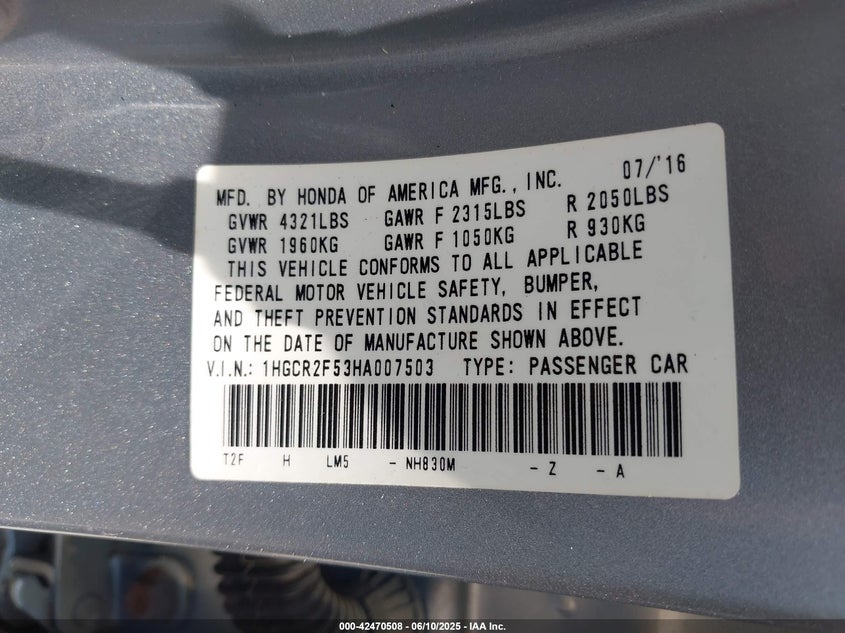 07/'16
MFD. BY HONDA OF AMERICA MFG., INC.
GVWR 4321LBS GAWR F 2315LBS R 2050LBS
GVWR 1960KG GAWR F 1050KG R 930KG
THIS VEHICLE CONFORMS TO ALL APPLICABLE
FEDERAL MOTOR VEHICLE SAFETY, BUMPER,
AND THEFT PREVENTION STANDARDS IN EFFECT
ON THE DATE OF MANUFACTURE SHOWN ABOVE.
V.I.N.: 1HGCR2F53HA007503 TYPE: PASSENGER CAR
T2F H LM5 - NH830M - Z - A
000-42470508 - 06/10/2025 - IAA Inc.